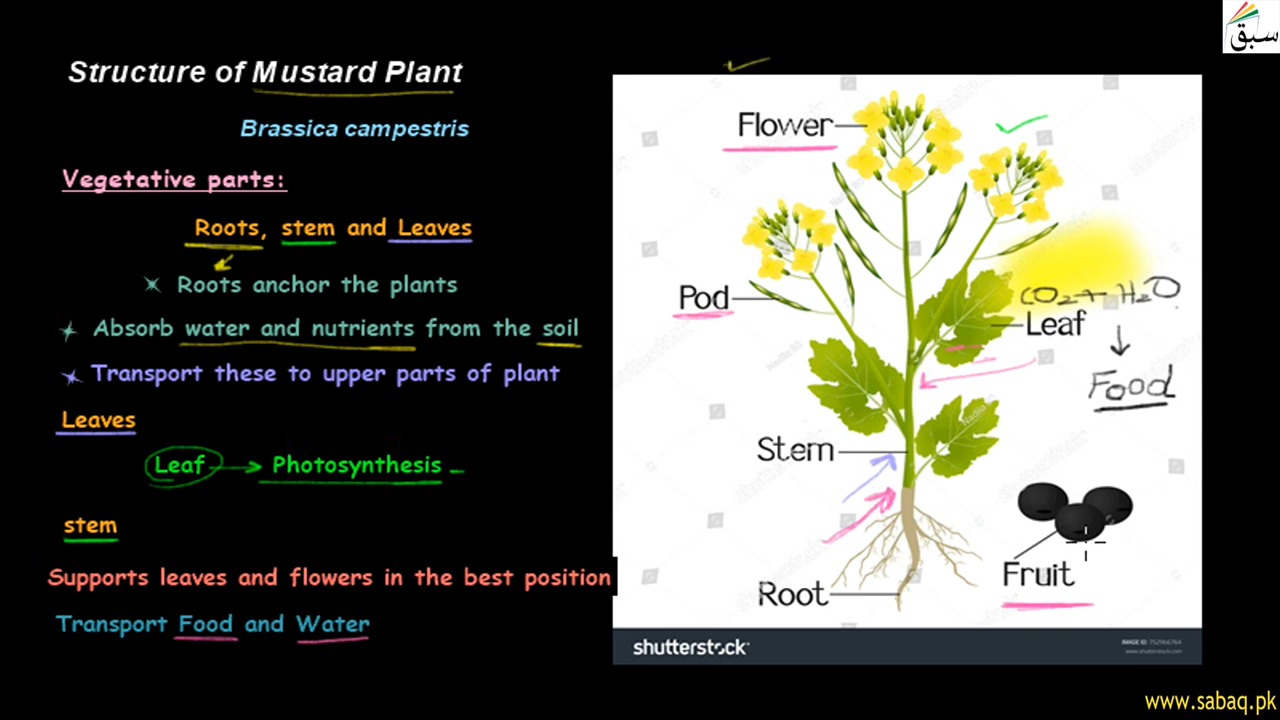 سبق
Structure of Mustard Plant
Brassica campestris
Vegetative parts:
Roots, stem and Leaves
Roots anchor the plants
Absorb water and nutrients from the soil
Transport these to upper parts of plant
Leaves
Leaf → Photosynthesis
stem
Supports leaves and flowers in the best position
Transport Food and Water
Flower
Pod
CO2 + H2O
Leaf
↓
Food
Stem
Fruit
Root
shutterstock
www.shutterstock.com
www.sabaq.pk